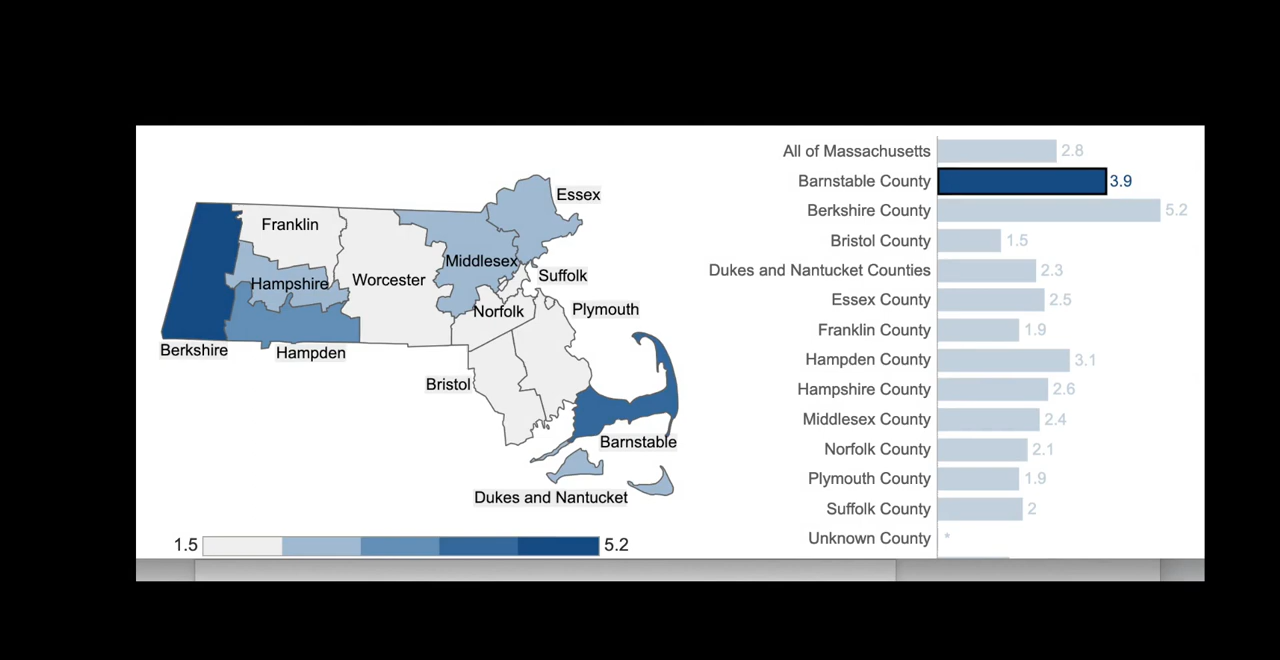 Essex
Franklin
Middlesex
Hampshire
Worcester
Suffolk
Norfolk
Plymouth
Berkshire
Hampden
Bristol
Barnstable
Dukes and Nantucket
1.5 5.2
All of Massachusetts 2.8
Barnstable County 3.9
Berkshire County 5.2
Bristol County 1.5
Dukes and Nantucket Counties 2.3
Essex County 2.5
Franklin County 1.9
Hampden County 3.1
Hampshire County 2.6
Middlesex County 2.4
Norfolk County 2.1
Plymouth County 1.9
Suffolk County 2
Unknown County *